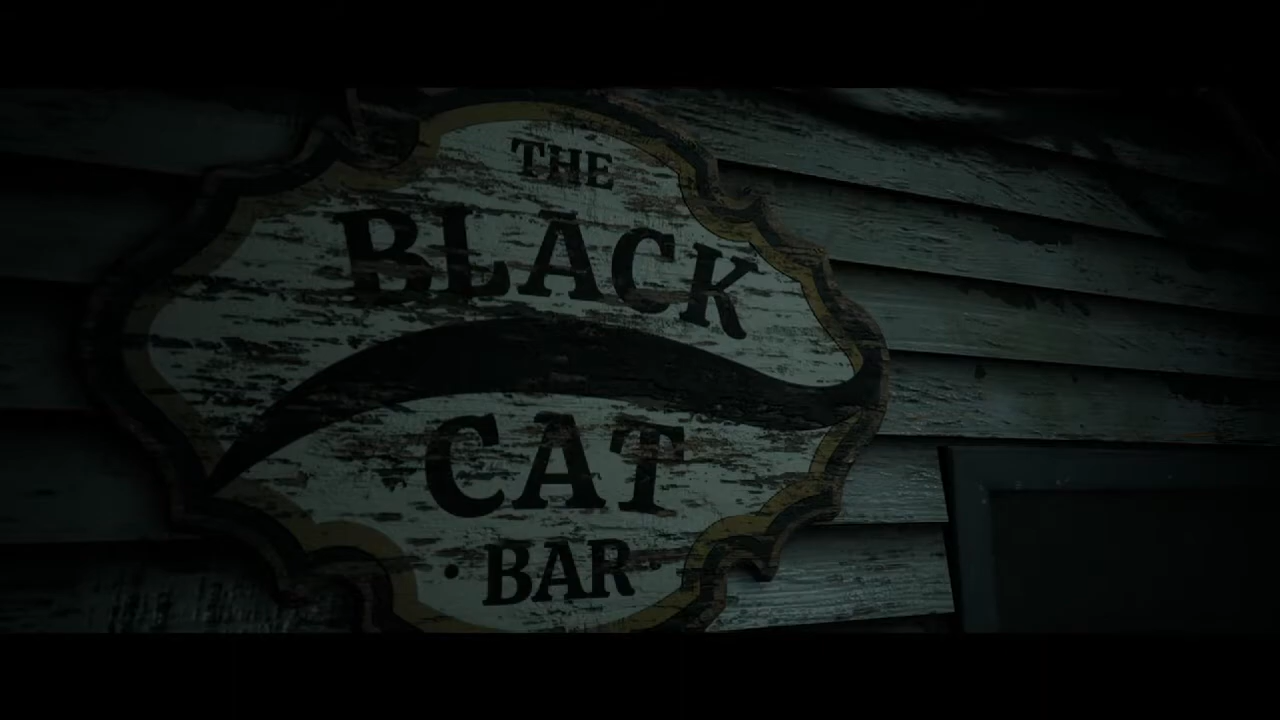 THE
BLACK
CAT
· BAR ·